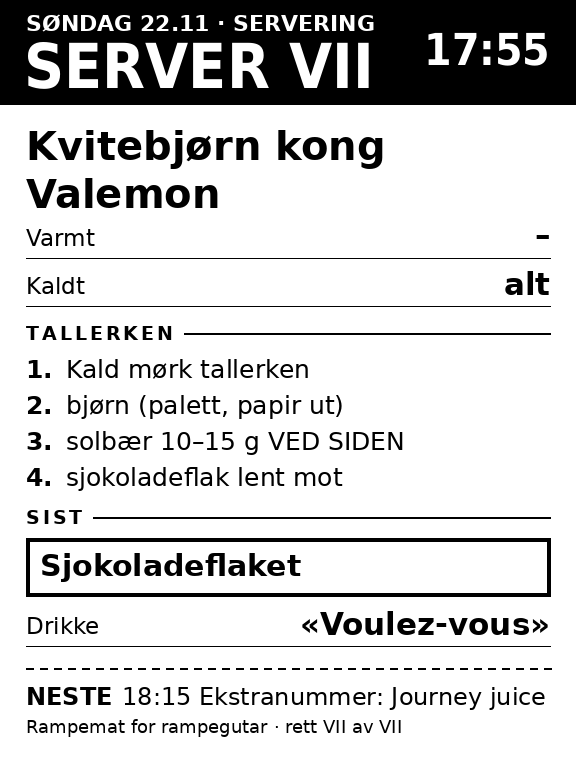 SØNDAG 22.11 · SERVERING
SERVER VII
17:55
Kvitebjørn kong
Valemon
Varmt –
Kaldt alt
TALLERKEN
1. Kald mørk tallerken
2. bjørn (palett, papir ut)
3. solbær 10–15 g VED SIDEN
4. sjokoladeflak lent mot
SIST
Sjokoladeflaket
Drikke «Voulez-vous»
NESTE 18:15 Ekstranummer: Journey juice
Rampemat for rampegutar · rett VII av VII